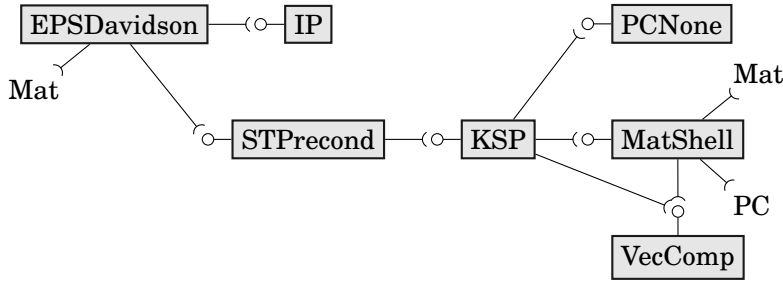 EPSDavidson
IP
PCNone
Mat
Mat
STPrecond
KSP
MatShell
PC
VecComp